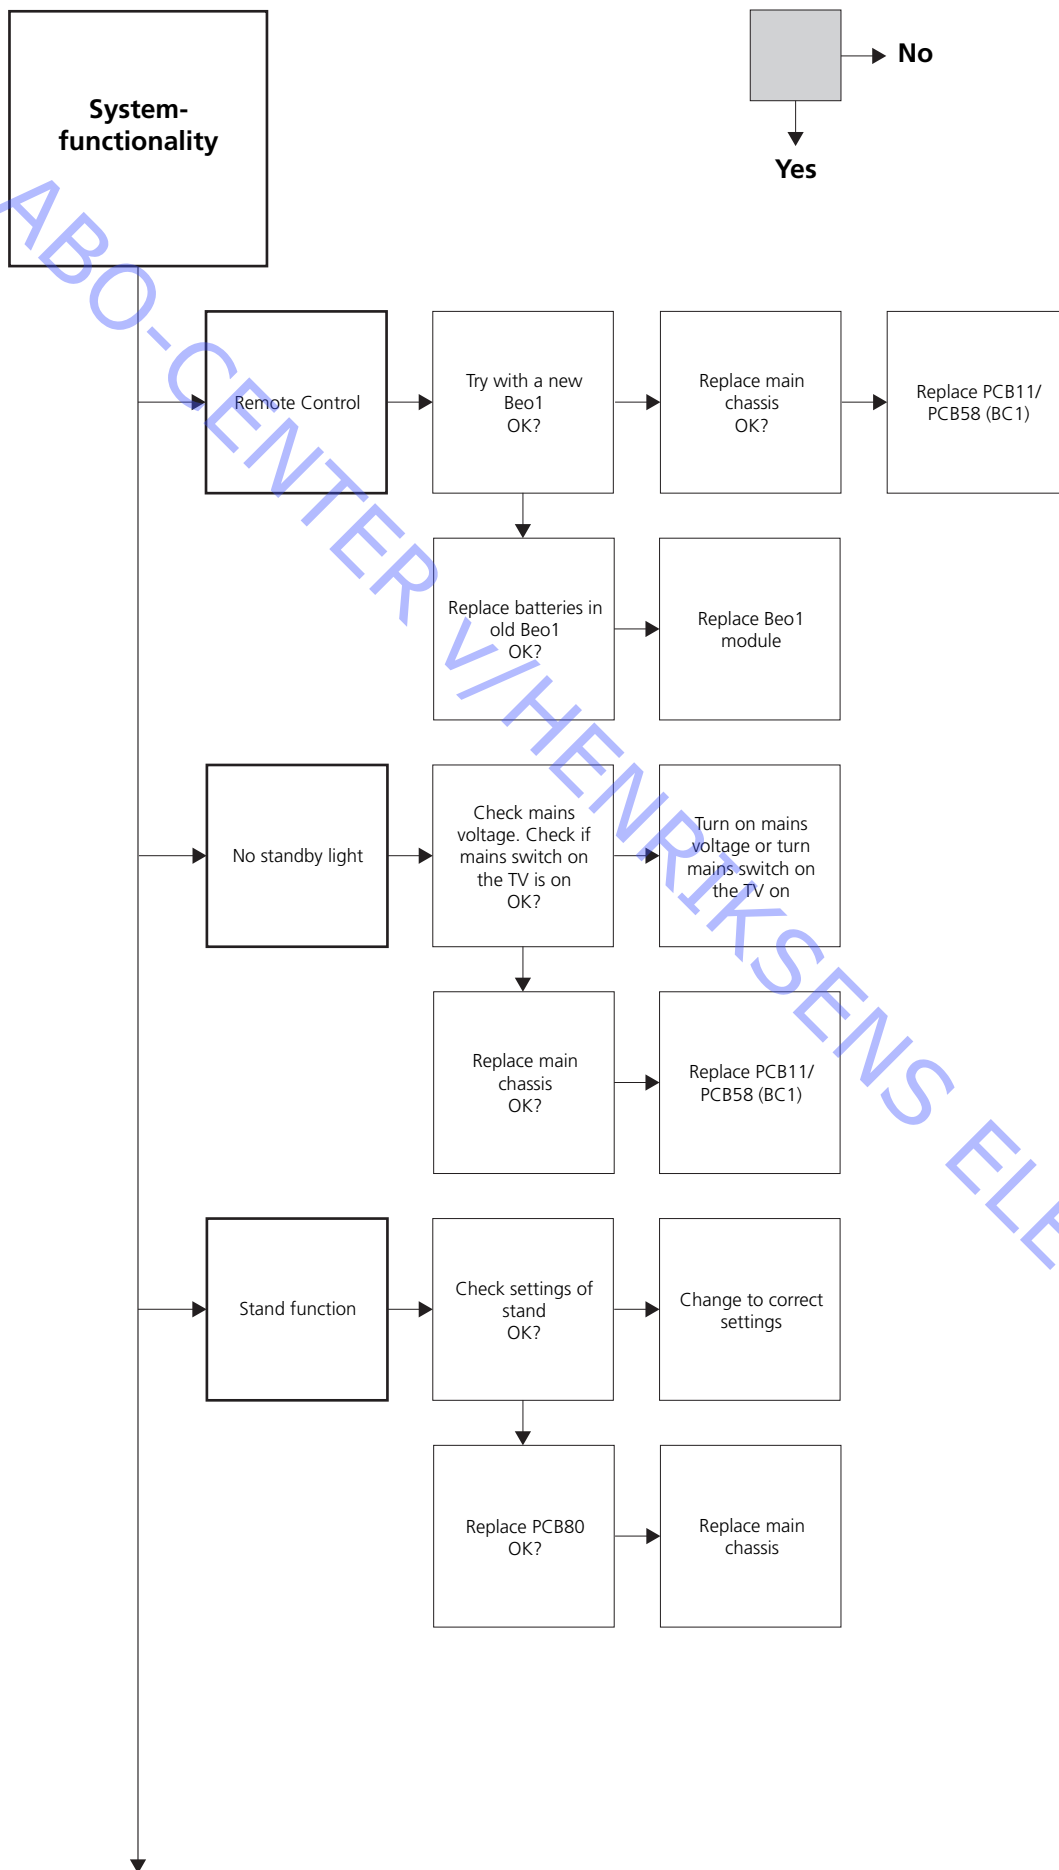 System-
functionality
No
Yes
Remote Control
Try with a new
Beo1
OK?
Replace main
chassis
OK?
Replace PCB11/
PCB58 (BC1)
Replace batteries in
old Beo1
OK?
Replace Beo1
module
No standby light
Check mains
voltage. Check if
mains switch on
the TV is on
OK?
Turn on mains
voltage or turn
mains switch on
the TV on
Replace main
chassis
OK?
Replace PCB11/
PCB58 (BC1)
Stand function
Check settings of
stand
OK?
Change to correct
settings
Replace PCB80
OK?
Replace main
chassis
ABO-CENTER v/HENRIKSENS ELE